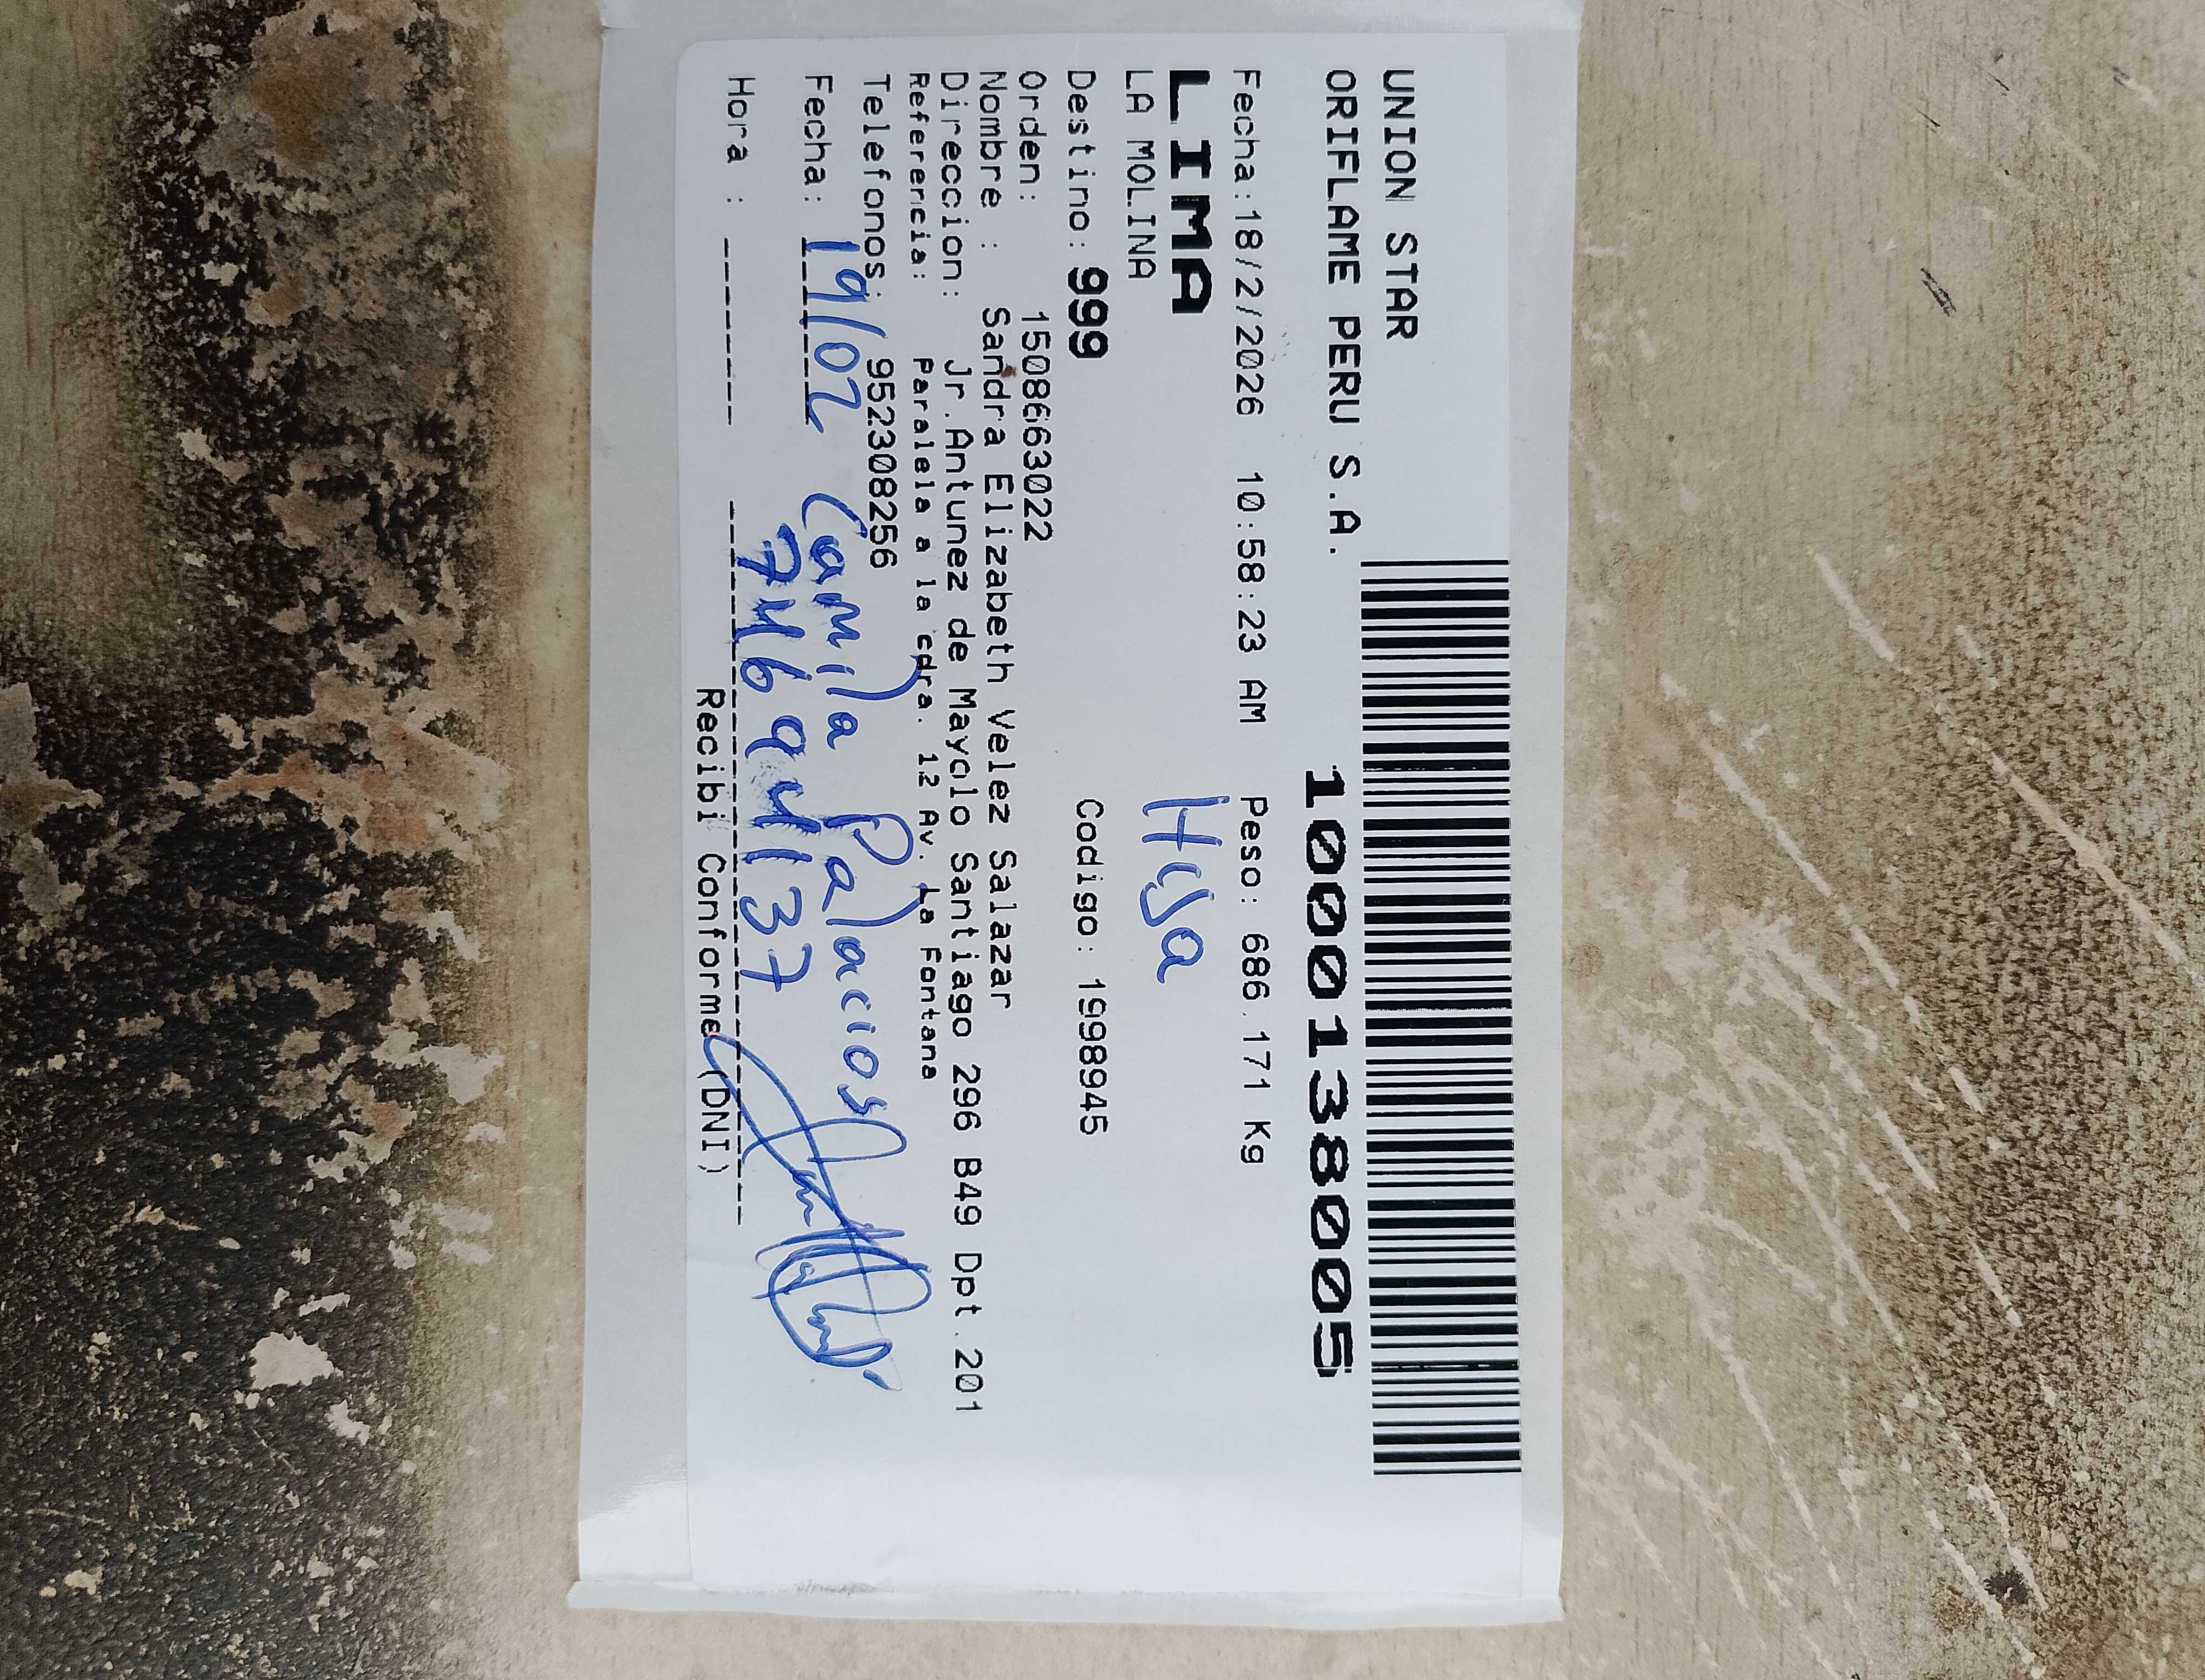 UNION STAR
ORIFLAME PERU S.A.
10000138005
Fecha:18/2/2026 10:58:23 AM Peso: 686.171 Kg
LIMA
LA MOLINA
Hija
Destino: 999 Codigo: 1998945
Orden: 1508663022
Nombre : Sandra Elizabeth Velez Salazar
Direccion: Jr.Antunez de Mayolo Santiago 296 B49 Dpt.201
Referencia: Paralela a la cdra. 12 Av. La Fontana
Telefonos: 952308256
Fecha: 19/02 Camila Palacios
Hora :
Recibi Conforme (DNI)